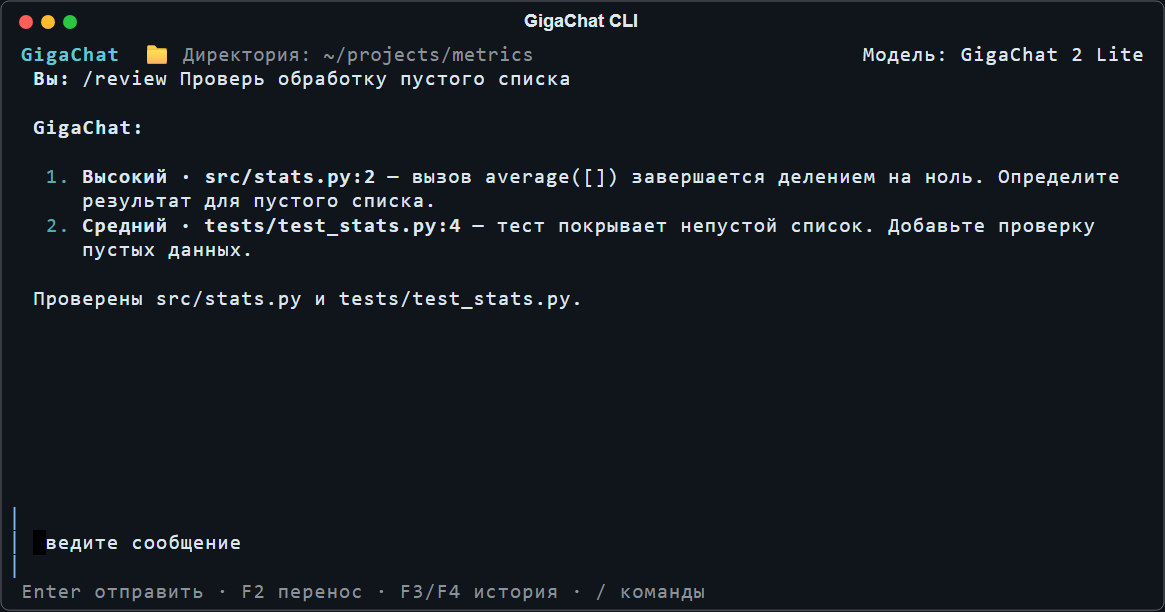 GigaChat CLI
GigaChat 📁 Директория: ~/projects/metrics Модель: GigaChat 2 Lite
Вы: /review Проверь обработку пустого списка
GigaChat:
1. Высокий · src/stats.py:2 — вызов average([]) завершается делением на ноль. Определите
результат для пустого списка.
2. Средний · tests/test_stats.py:4 — тест покрывает непустой список. Добавьте проверку
пустых данных.
Проверены src/stats.py и tests/test_stats.py.
ведите сообщение
Enter отправить · F2 перенос · F3/F4 история · / команды